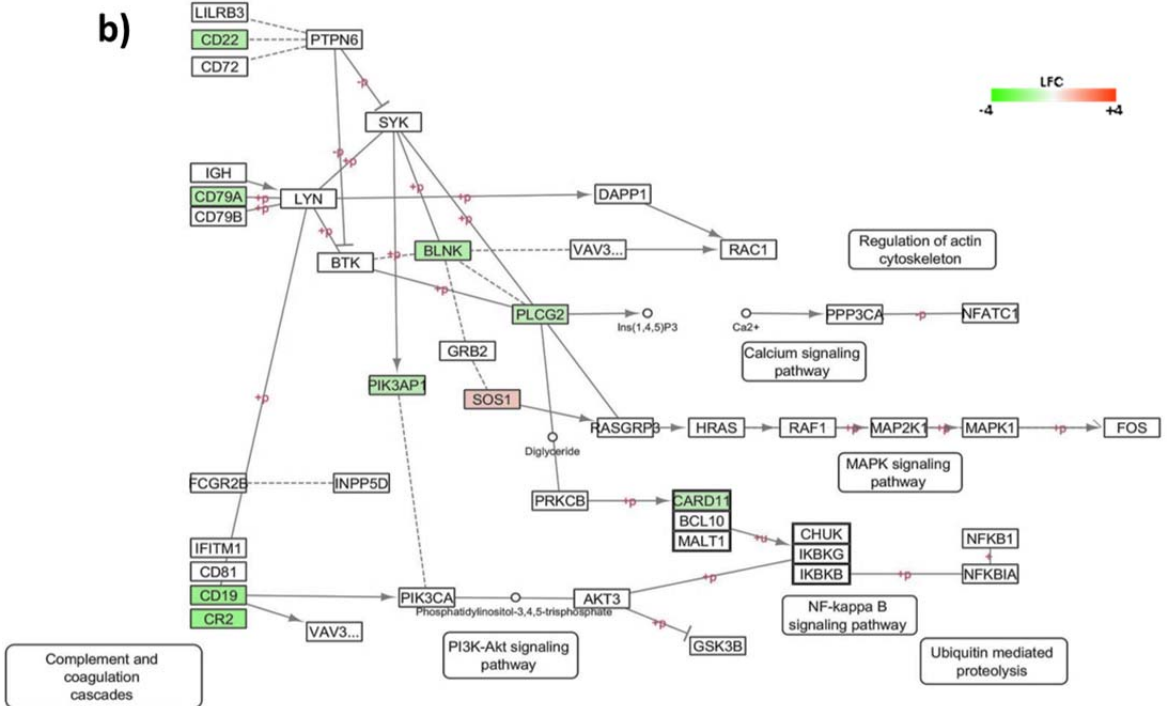 b)
LILRB3
CD22
CD72
PTPN6
-p
LFC
-4
+4
SYK
-p
+p
IGH
CD79A
CD79B
+p
+p
LYN
+p
+p
+p
DAPP1
+p
BTK
+p
BLNK
VAV3...
RAC1
Regulation of actin
cytoskeleton
+p
PLCG2
Ins(1,4,5)P3
Ca2+
PPP3CA
-p
NFATC1
Calcium signaling
pathway
GRB2
PIK3AP1
SOS1
+p
RASGRP3
HRAS
RAF1
+p
MAP2K1
+p
MAPK1
+p
FOS
Diglyceride
MAPK signaling
pathway
FCGR2B
INPP5D
PRKCB
+p
CARD11
BCL10
MALT1
+u
CHUK
IKBKG
IKBKB
+p
NFKB1
+
NFKBIA
IFITM1
CD81
CD19
CR2
VAV3...
PIK3CA
Phosphatidylinositol-3,4,5-trisphosphate
AKT3
+p
+p
GSK3B
NF-kappa B
signaling pathway
PI3K-Akt signaling
pathway
Ubiquitin mediated
proteolysis
Complement and
coagulation
cascades